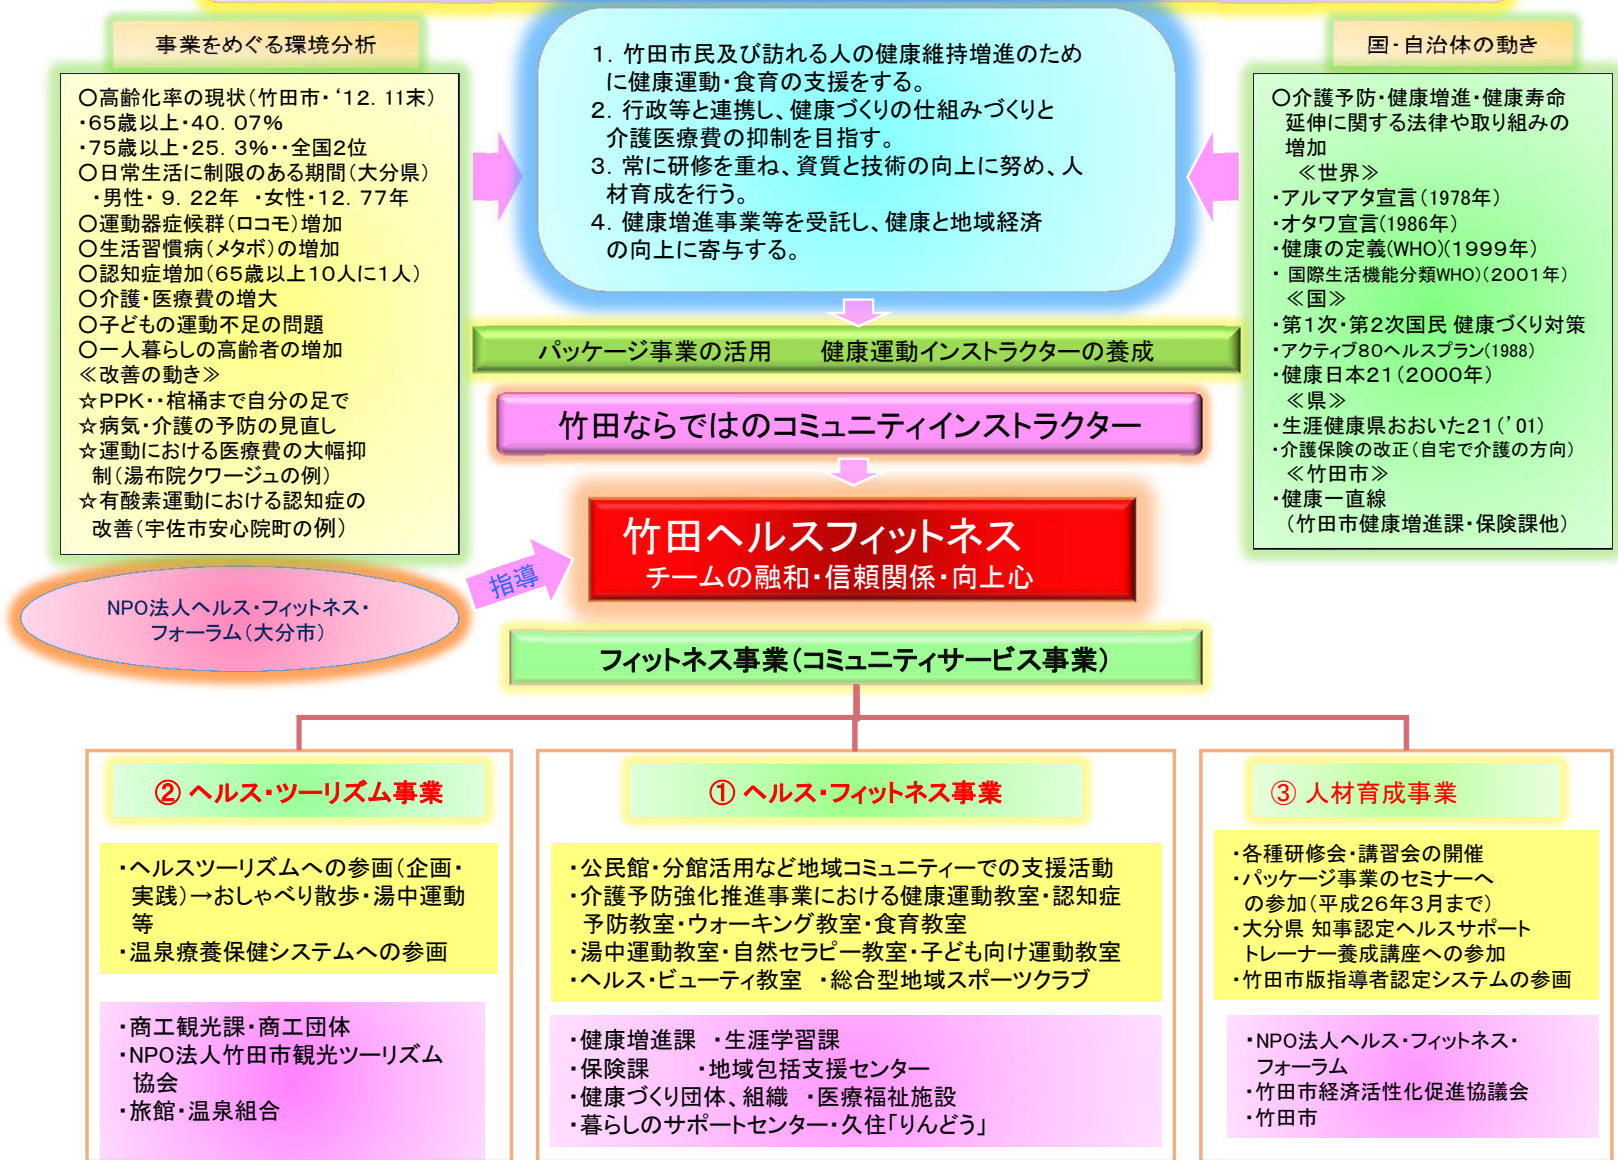 事業をめぐる環境分析
〇高齢化率の現状(竹田市・‘12. 11末)
・65歳以上・40. 07%
・75歳以上・25. 3%・・全国2位
〇日常生活に制限のある期間(大分県)
・男性・ 9. 22年 ・女性・12. 77年
〇運動器症候群(ロコモ)増加
〇生活習慣病(メタボ)の増加
〇認知症増加(65歳以上10人に1人)
〇介護・医療費の増大
〇子どもの運動不足の問題
〇一人暮らしの高齢者の増加
≪改善の動き≫
☆PPK・・棺桶まで自分の足で
☆病気・介護の予防の見直し
☆運動における医療費の大幅抑
制(湯布院クワージュの例)
☆有酸素運動における認知症の
改善(宇佐市安心院町の例)
1. 竹田市民及び訪れる人の健康維持増進のため
に健康運動・食育の支援をする。
2. 行政等と連携し、健康づくりの仕組みづくりと
介護医療費の抑制を目指す。
3. 常に研修を重ね、資質と技術の向上に努め、人
材育成を行う。
4. 健康増進事業等を受託し、健康と地域経済
の向上に寄与する。
国・自治体の動き
〇介護予防・健康増進・健康寿命
延伸に関する法律や取り組みの
増加
≪世界≫
・アルマアタ宣言(1978年)
・オタワ宣言(1986年)
・健康の定義(WHO)(1999年)
・ 国際生活機能分類WHO)(2001年)
≪国≫
・第1次・第2次国民 健康づくり対策
・アクティブ80ヘルスプラン(1988)
・健康日本21(2000年)
≪県≫
・生涯健康県おおいた21(’01)
・介護保険の改正(自宅で介護の方向)
≪竹田市≫
・健康一直線
(竹田市健康増進課・保険課他)
パッケージ事業の活用 健康運動インストラクターの養成
竹田ならではのコミュニティインストラクター
竹田ヘルスフィットネス
チームの融和・信頼関係・向上心
指導
NPO法人ヘルス・フィットネス・
フォーラム(大分市)
フィットネス事業(コミュニティサービス事業)
② ヘルス・ツーリズム事業
・ヘルスツーリズムへの参画(企画・
実践)→おしゃべり散歩・湯中運動
等
・温泉療養保健システムへの参画
・商工観光課・商工団体
・NPO法人竹田市観光ツーリズム
協会
・旅館・温泉組合
① ヘルス・フィットネス事業
・公民館・分館活用など地域コミュニティーでの支援活動
・介護予防強化推進事業における健康運動教室・認知症
予防教室・ウォーキング教室・食育教室
・湯中運動教室・自然セラピー教室・子ども向け運動教室
・ヘルス・ビューティ教室 ・総合型地域スポーツクラブ
・健康増進課 ・生涯学習課
・保険課 ・地域包括支援センター
・健康づくり団体、組織 ・医療福祉施設
・暮らしのサポートセンター・久住「りんどう」
③ 人材育成事業
・各種研修会・講習会の開催
・パッケージ事業のセミナーへ
の参加(平成26年3月まで)
・大分県 知事認定ヘルスサポート
トレーナー養成講座への参加
・竹田市版指導者認定システムの参画
・NPO法人ヘルス・フィットネス・
フォーラム
・竹田市経済活性化促進協議会
・竹田市